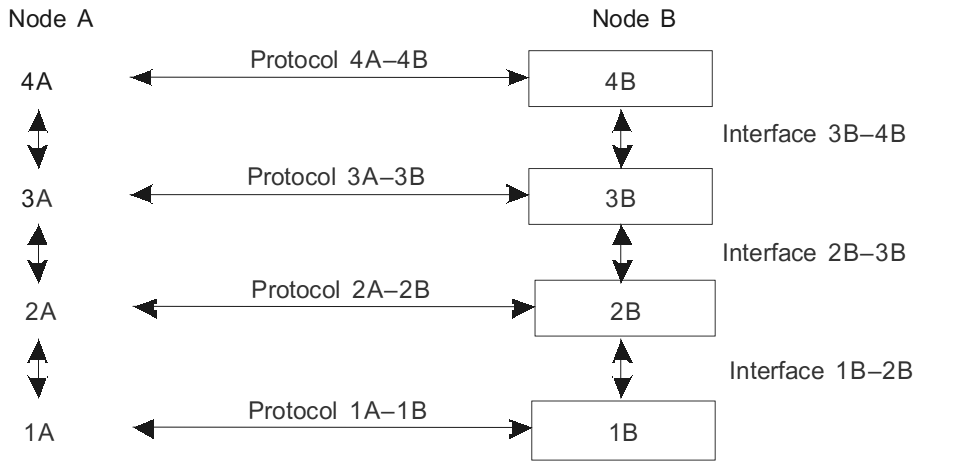 Node A
Node B
Protocol 4A–4B
4A
4B
Interface 3B–4B
Protocol 3A–3B
3A
3B
Interface 2B–3B
Protocol 2A–2B
2A
2B
Interface 1B–2B
Protocol 1A–1B
1A
1B